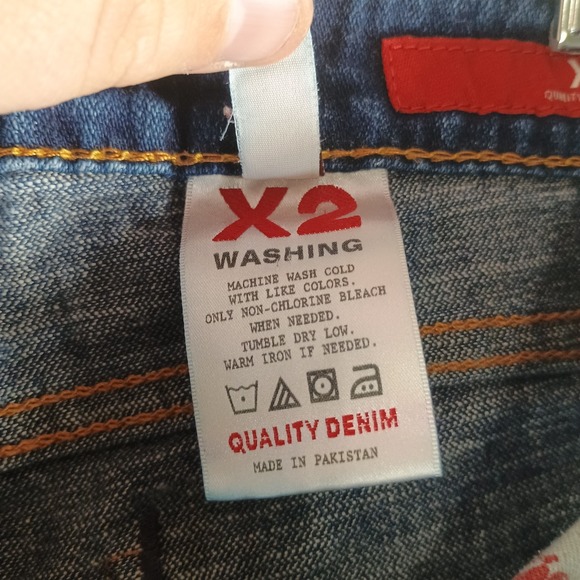 X2
WASHING
MACHINE WASH COLD
WITH LIKE COLORS.
ONLY NON-CHLORINE BLEACH
WHEN NEEDED.
TUMBLE DRY LOW.
WARM IRON IF NEEDED.
QUALITY DENIM
MADE IN PAKISTAN
X
QUALITY